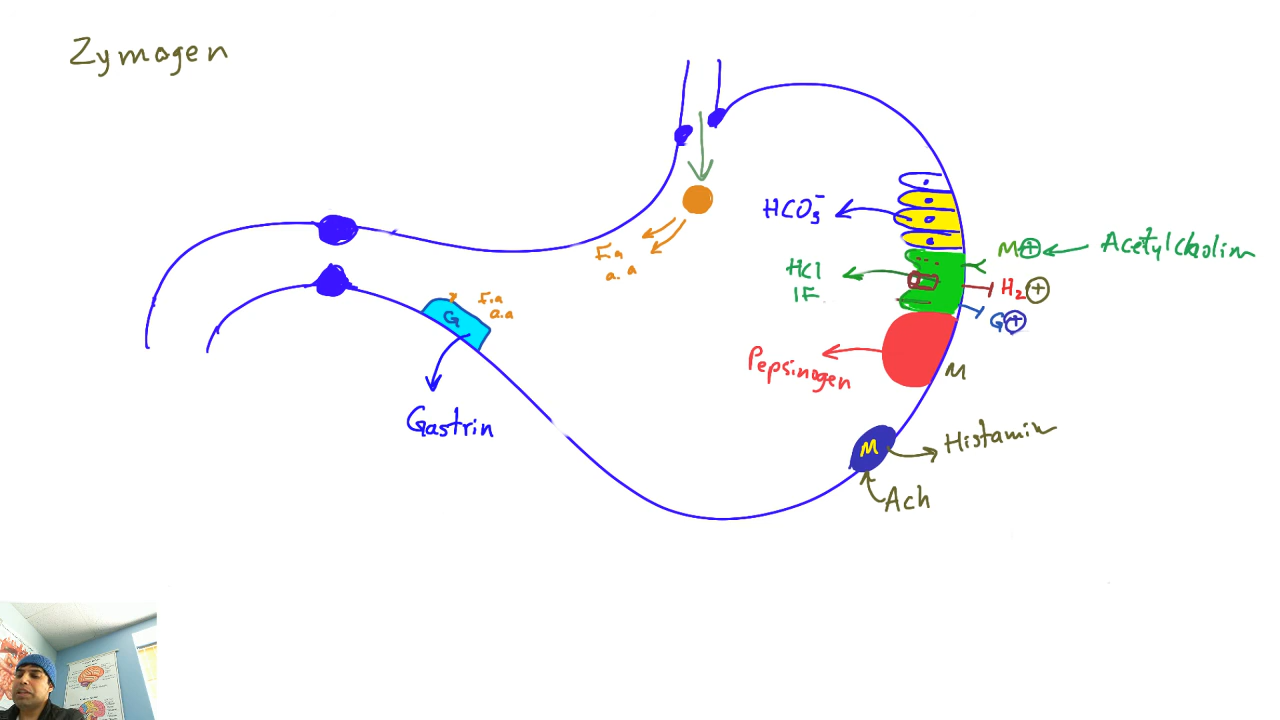 Zymogen
HCO3-
M+
Acetylcholin
F.a
a.a
HCl
IF
H2 +
G
F.a
a.a
G+
Pepsinogen
M
Gastrin
M
Histamin
Ach